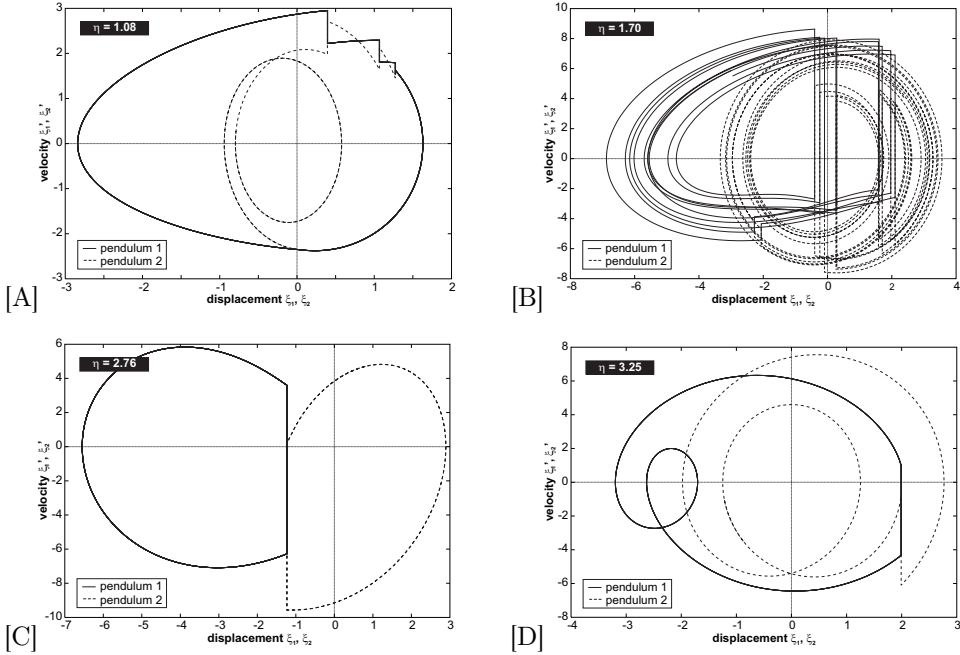 η = 1.08
velocity ξ₁', ξ₂'
3
2
1
0
-1
-2
-3
pendulum 1
pendulum 2
-3 -2 -1 0 1 2
displacement ξ₁, ξ₂
[A]
η = 1.70
velocity ξ₁', ξ₂'
10
8
6
4
2
0
-2
-4
-6
-8
pendulum 1
pendulum 2
-8 -6 -4 -2 0 2 4
displacement ξ₁, ξ₂
[B]
η = 2.76
velocity ξ₁', ξ₂'
6
4
2
0
-2
-4
-6
-8
-10
pendulum 1
pendulum 2
-7 -6 -5 -4 -3 -2 -1 0 1 2 3
displacement ξ₁, ξ₂
[C]
η = 3.25
velocity ξ₁', ξ₂'
8
6
4
2
0
-2
-4
-6
-8
pendulum 1
pendulum 2
-4 -3 -2 -1 0 1 2 3
displacement ξ₁, ξ₂
[D]